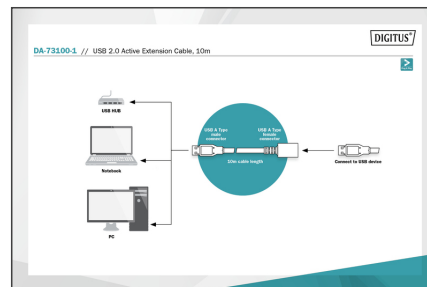 DIGITUS®
DA-73100-1 // USB 2.0 Active Extension Cable, 10m
USB HUB
Notebook
PC
USB A Type
male
connector
USB A Type
female
connector
10m cable length
Connect to USB device